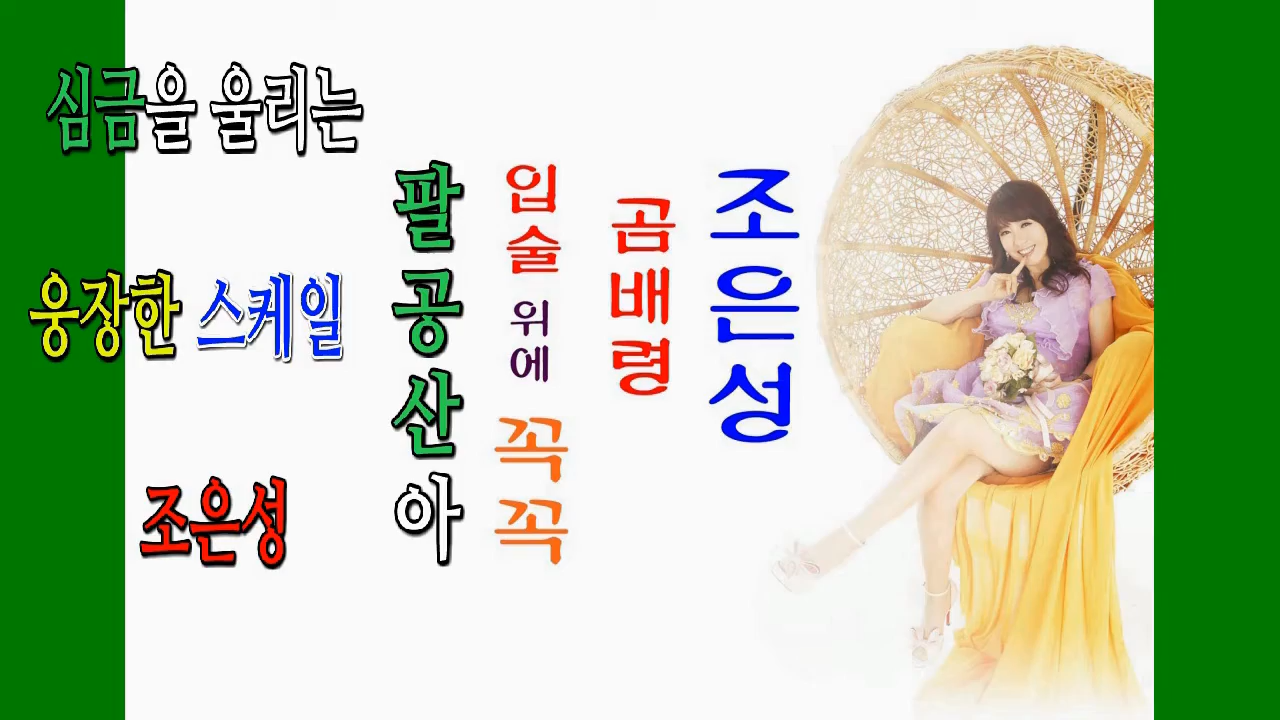 심금을 울리는
웅장한 스케일
조은성
팔공산아
입술 위에 꼭꼭
곰배령
조은성